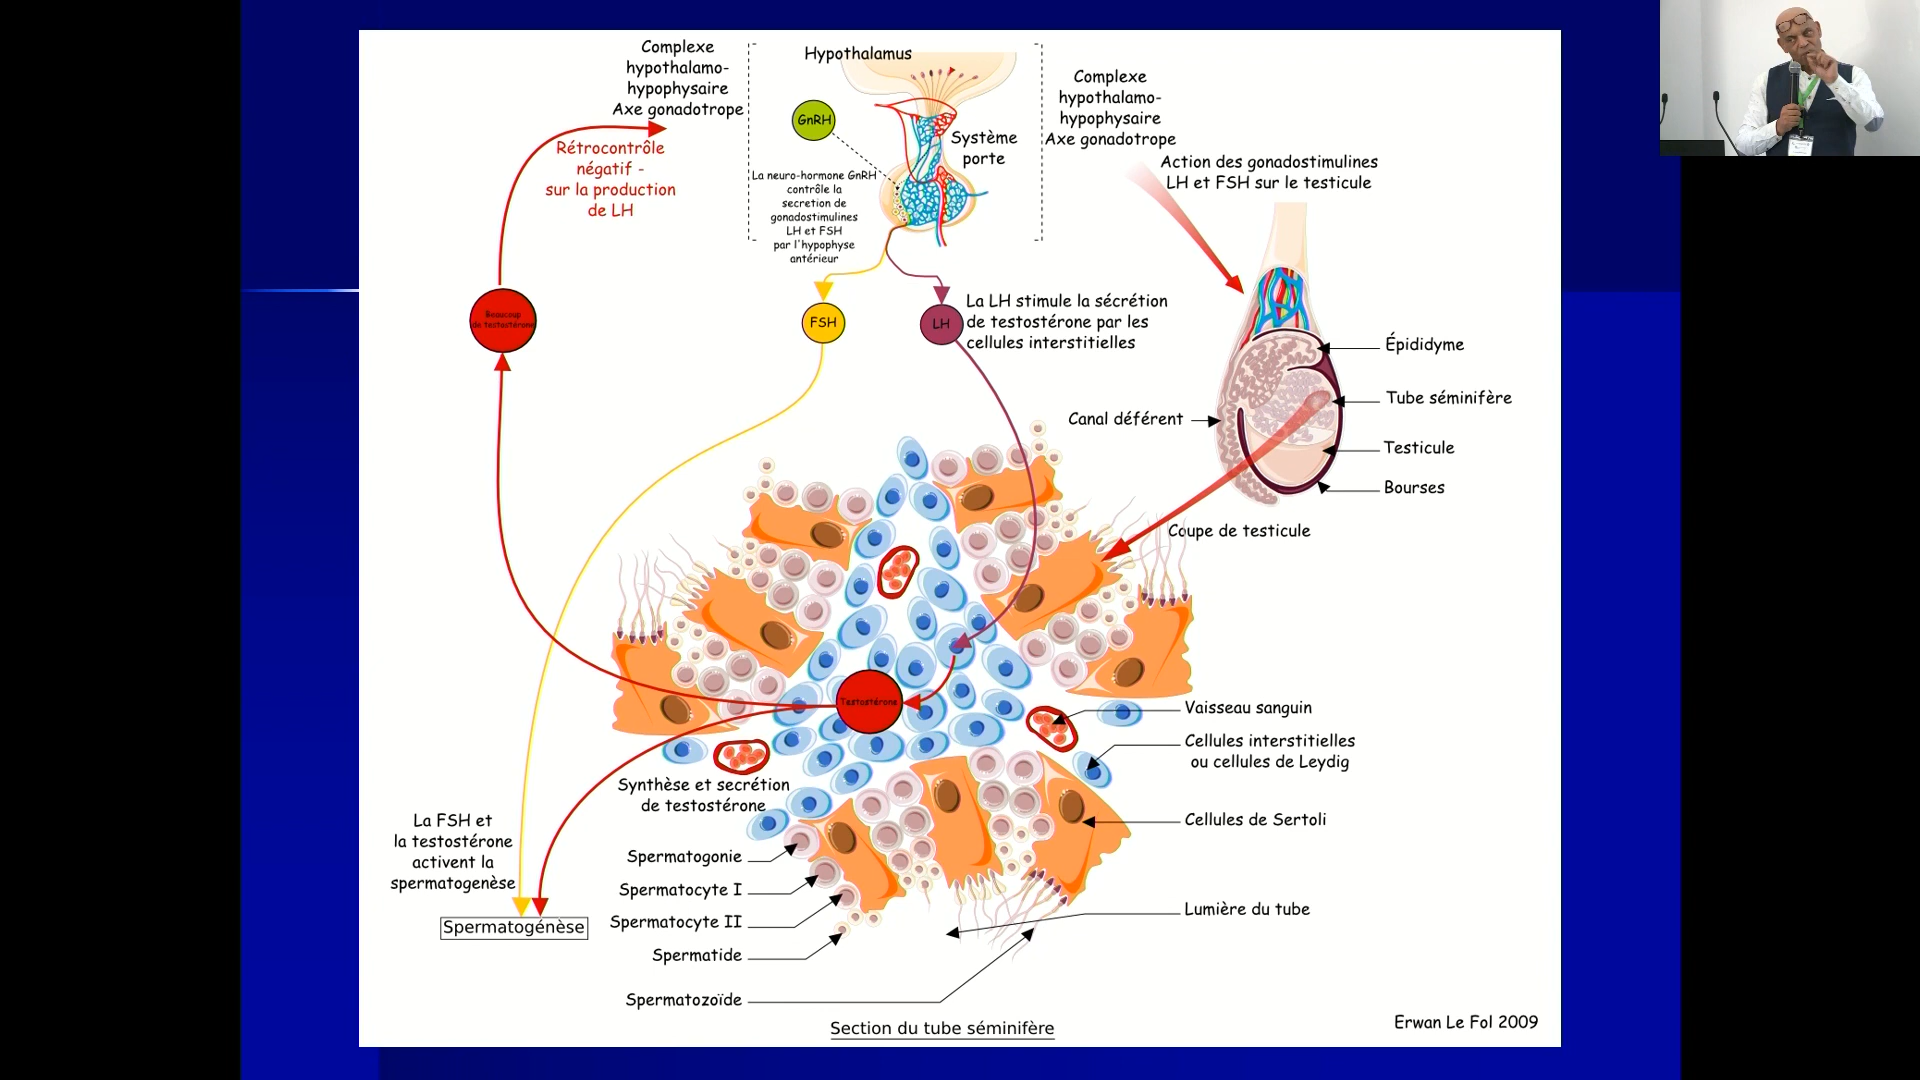 Complexe
hypothalamo-
hypophysaire
Axe gonadotrope
Hypothalamus
GnRH
Système
porte
La neuro-hormone GnRH
contrôle la
secretion de
gonadostimulines
LH et FSH
par l'hypophyse
antérieur
Complexe
hypothalamo-
hypophysaire
Axe gonadotrope
Rétrocontrôle
négatif -
sur la production
de LH
Action des gonadostimulines
LH et FSH sur le testicule
Beaucoup
de testostérone
FSH
LH
La LH stimule la sécrétion
de testostérone par les
cellules interstitielles
Épididyme
Tube séminifère
Canal déférent
Testicule
Bourses
Coupe de testicule
Testostérone
Vaisseau sanguin
Cellules interstitielles
ou cellules de Leydig
Synthèse et secrétion
de testostérone
Cellules de Sertoli
La FSH et
la testostérone
activent la
spermatogenèse
Spermatogénèse
Spermatogonie
Spermatocyte I
Spermatocyte II
Spermatide
Spermatozoïde
Lumière du tube
Section du tube séminifère
Erwan Le Fol 2009